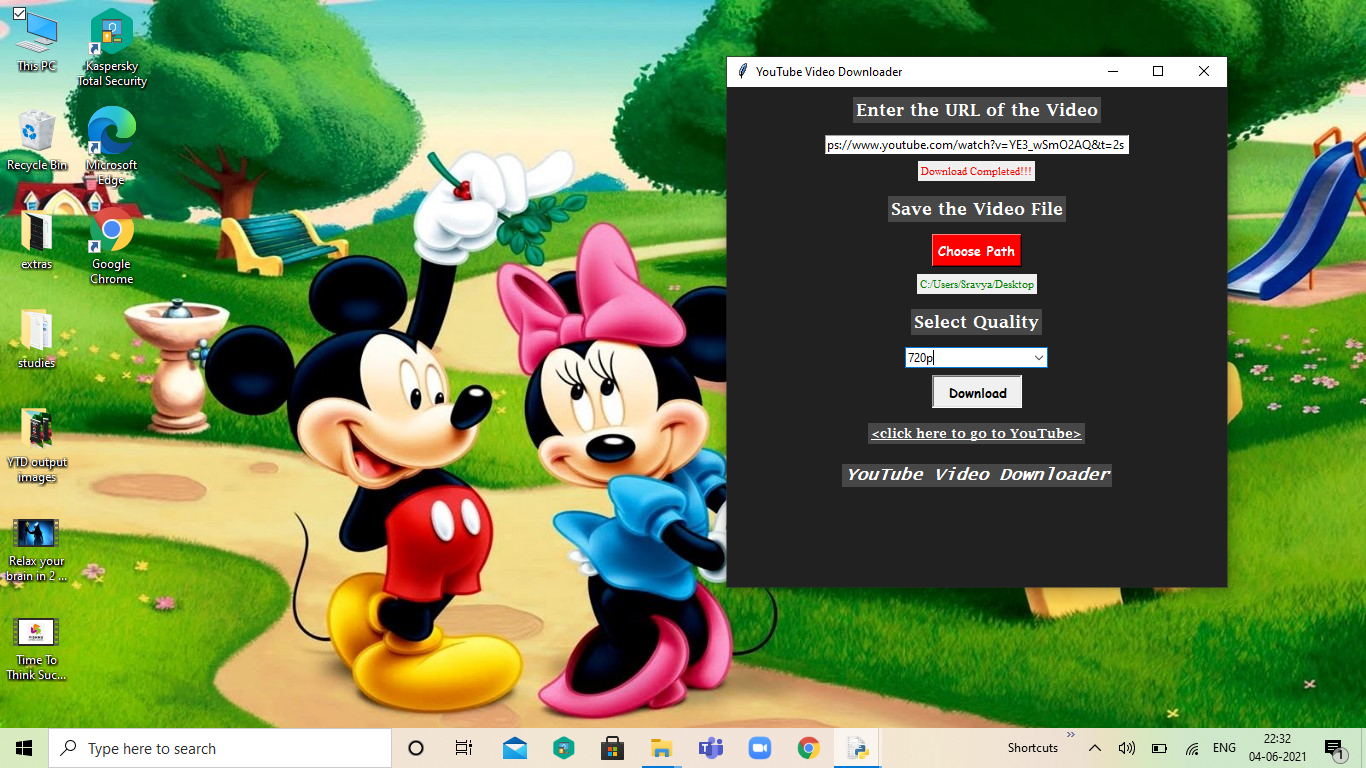 This PC
Kaspersky
Total Security
Recycle Bin
Microsoft
Edge
extras
Google
Chrome
studies
YTD output
images
Relax your
brain in 2 ...
Time To
Think Suc...
YouTube Video Downloader
Enter the URL of the Video
ps://www.youtube.com/watch?v=YE3_wSmO2AQ&t=2s
Download Completed!!!
Save the Video File
Choose Path
C:/Users/Sravya/Desktop
Select Quality
720p
Download
<click here to go to YouTube>
YouTube Video Downloader
Type here to search
Shortcuts
»
ENG
22:32
04-06-2021
1